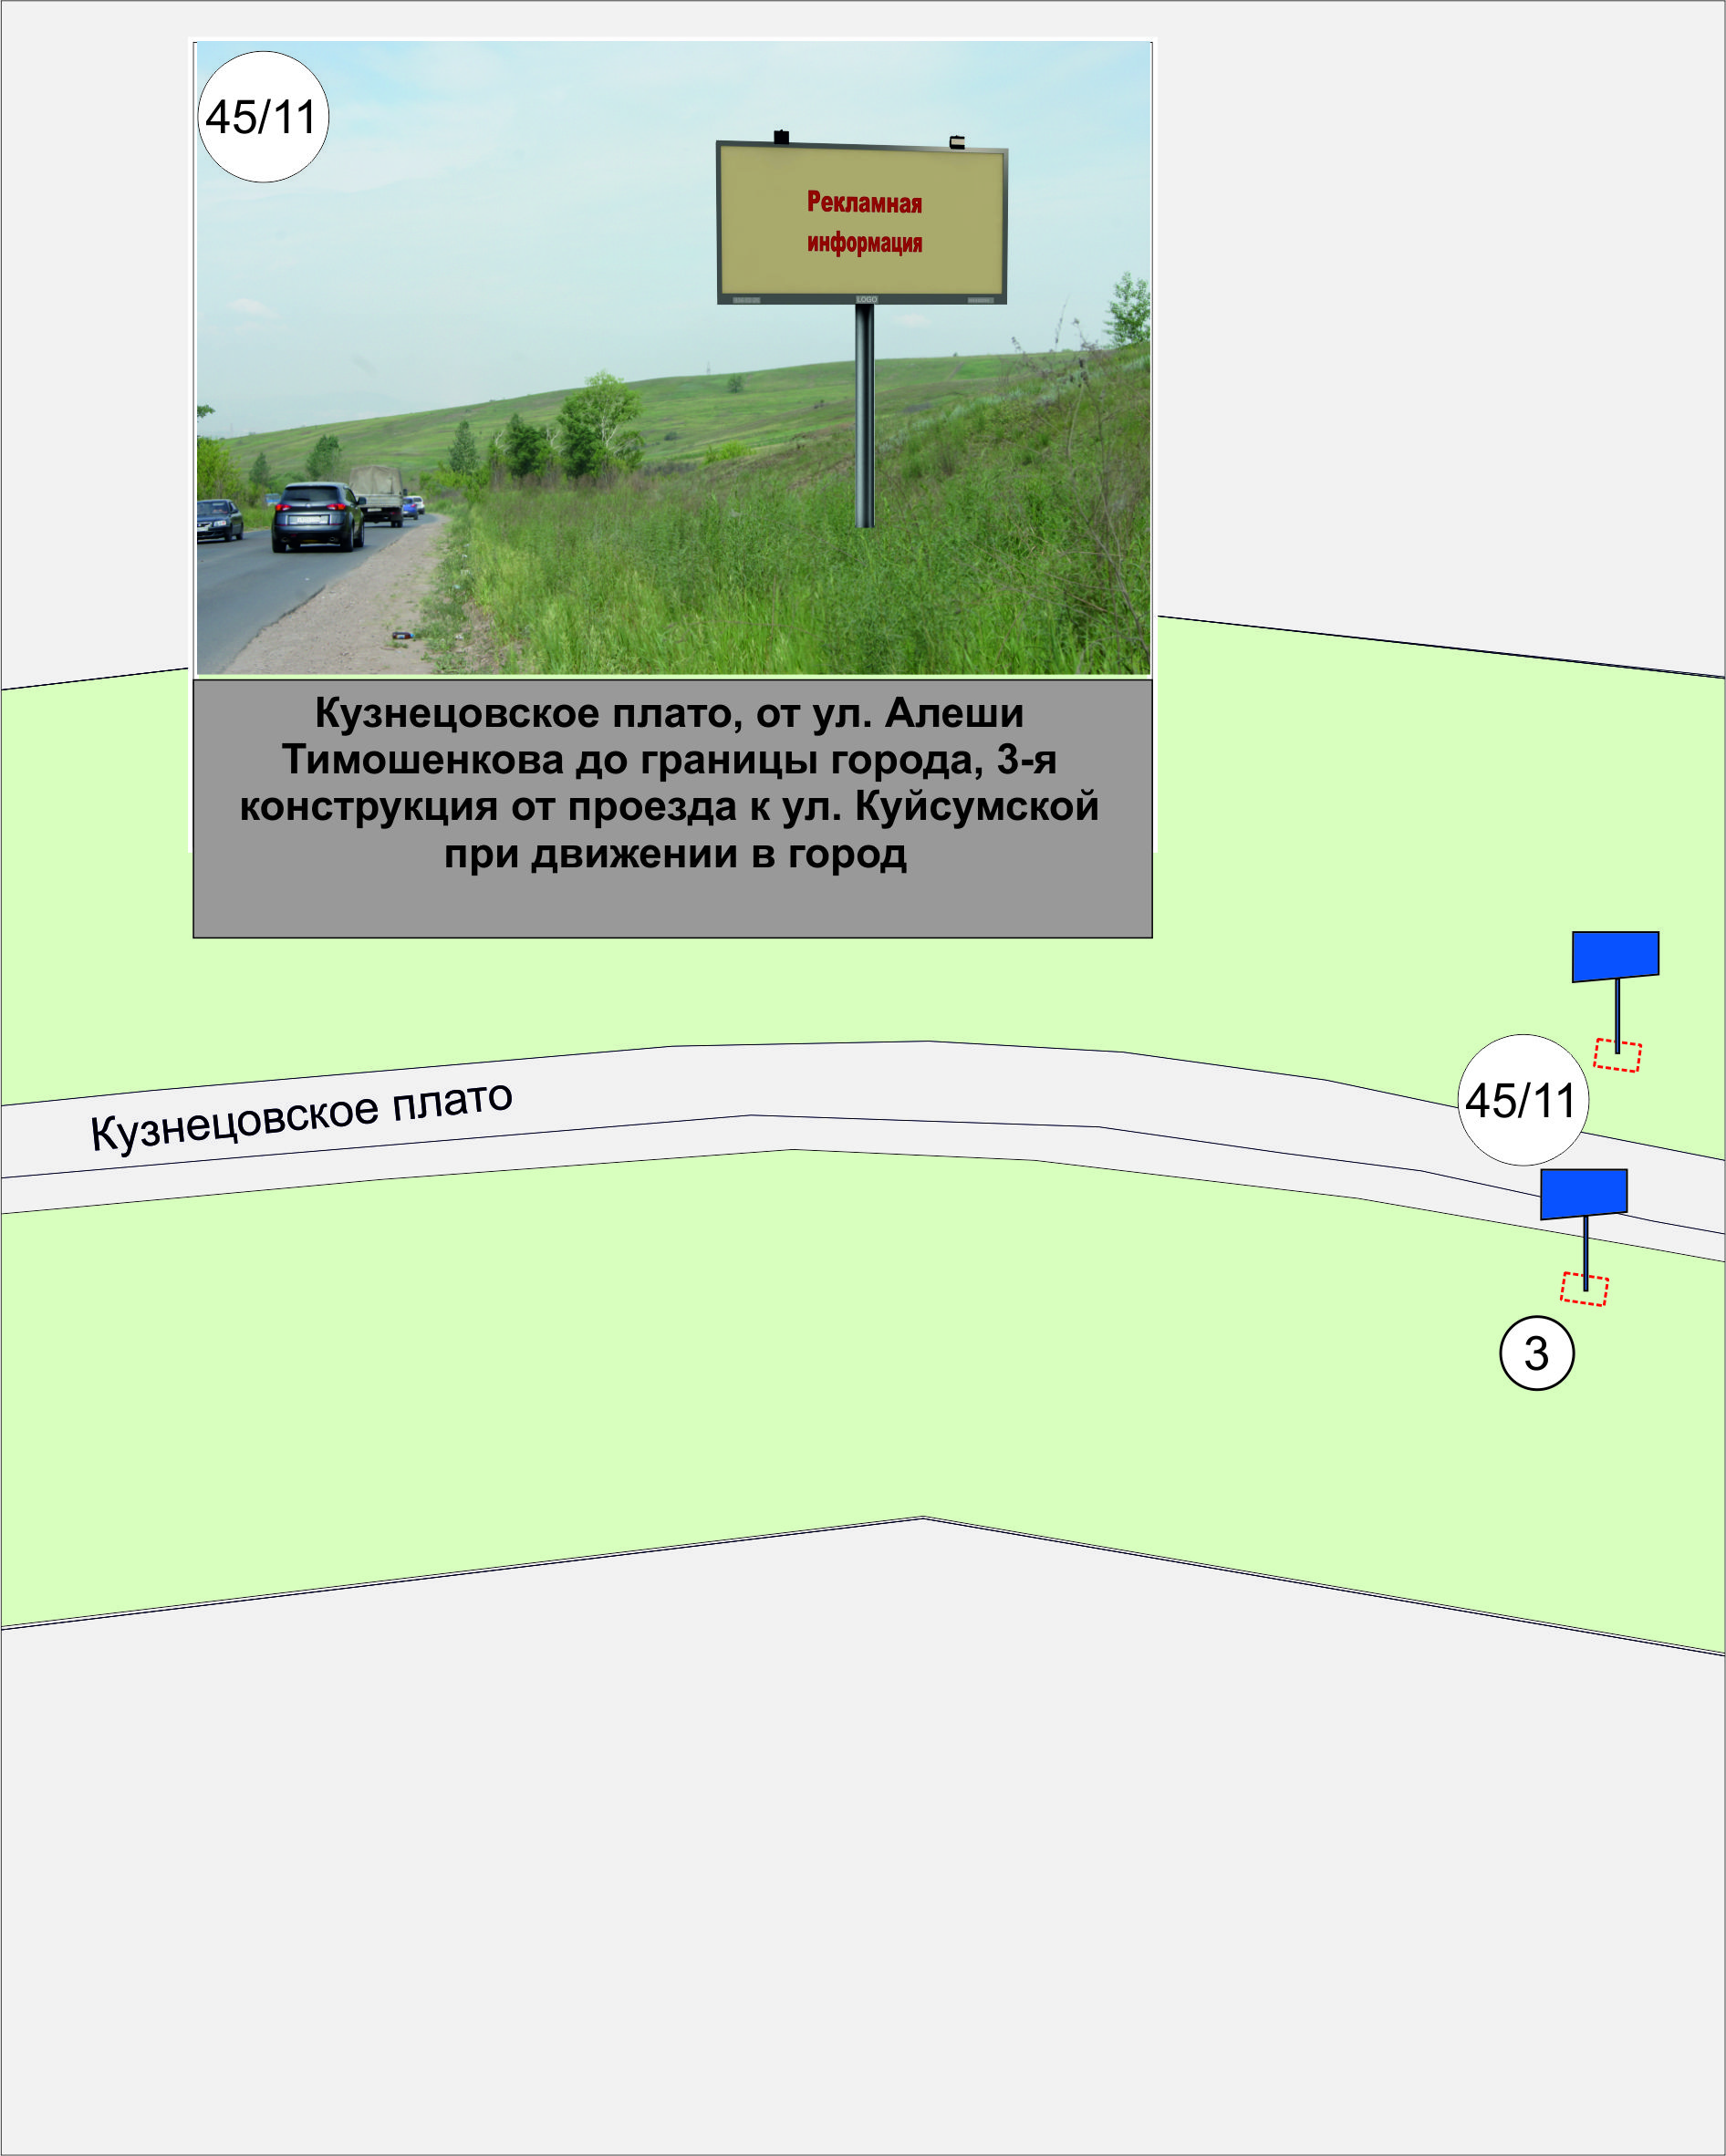 45/11
Рекламная
информация
LOGO
Кузнецовское плато, от ул. Алеши
Тимошенкова до границы города, 3-я
конструкция от проезда к ул. Куйсумской
при движении в город
Кузнецовское плато
45/11
3